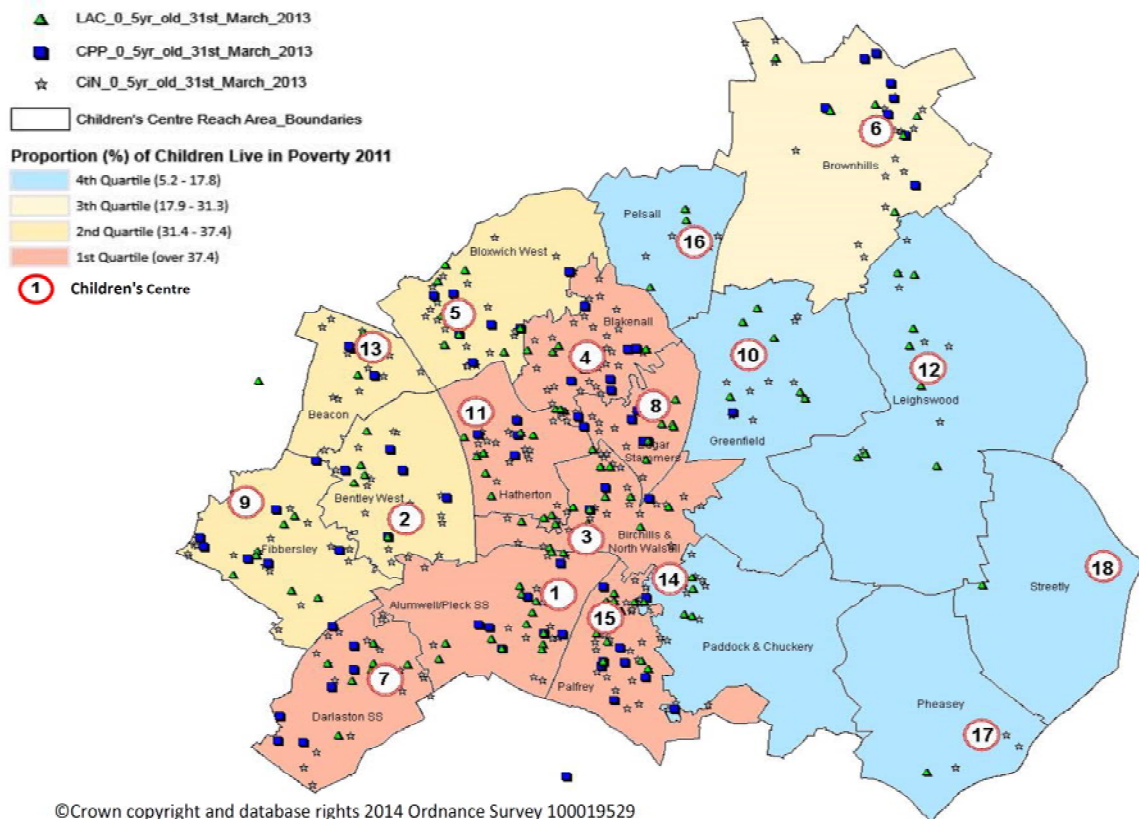 LAC_0_5yr_old_31st_March_2013
CPP_0_5yr_old_31st_March_2013
CiN_0_5yr_old_31st_March_2013
Children's Centre Reach Area_Boundaries
Proportion (%) of Children Live in Poverty 2011
4th Quartile (5.2 - 17.8)
3th Quartile (17.9 - 31.3)
2nd Quartile (31.4 - 37.4)
1st Quartile (over 37.4)
1 Children's Centre
6
Brownhills
Pelsall
16
Bloxwich West
5
Blakenall
13
4
10
12
Leighswood
Beacon
11
8
Greenfield
Hatherton
9
Bentley West
2
Fibbersley
3
Birchills &
North Walsall
14
18
Streetly
1
Alumwell/Pleck SS
15
Paddock & Chuckery
7
Palfrey
Darlaston SS
Pheasey
17
©Crown copyright and database rights 2014 Ordnance Survey 100019529